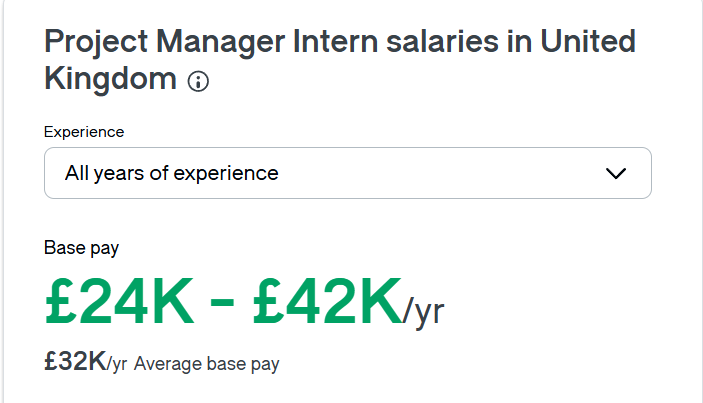 Project Manager Intern salaries in United
Kingdom
Experience
All years of experience
Base pay
£24K - £42K/yr
£32K/yr Average base pay